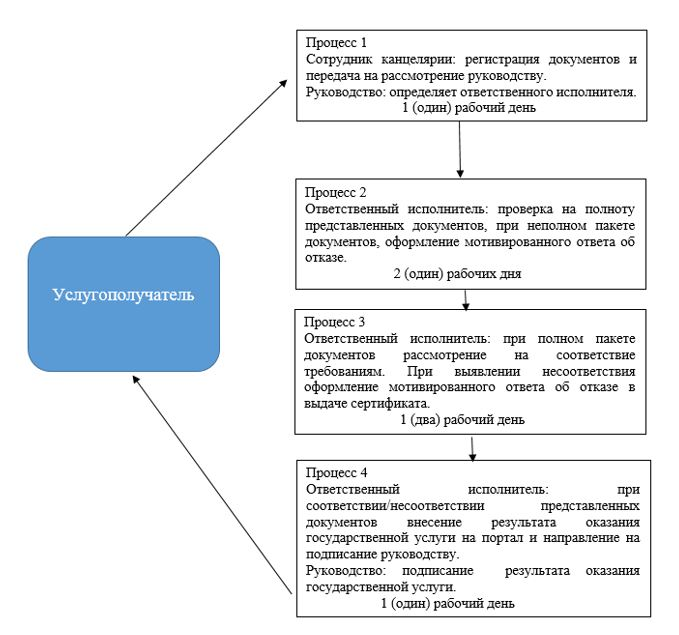 Процесс 1
Сотрудник канцелярии: регистрация документов и
передача на рассмотрение руководству.
Руководство: определяет ответственного исполнителя.
1 (один) рабочий день
Процесс 2
Ответственный исполнитель: проверка на полноту
представленных документов, при неполном пакете
документов, оформление мотивированного ответа об
отказе.
2 (один) рабочих дня
Услугополучатель
Процесс 3
Ответственный исполнитель: при полном пакете
документов рассмотрение на соответствие
требованиям. При выявлении несоответствия
оформление мотивированного ответа об отказе в
выдаче сертификата.
1 (два) рабочий день
Процесс 4
Ответственный исполнитель: при
соответствии/несоответствии представленных
документов внесение результата оказания
государственной услуги на портал и направление на
подписание руководству.
Руководство: подписание результата оказания
государственной услуги.
1 (один) рабочий день